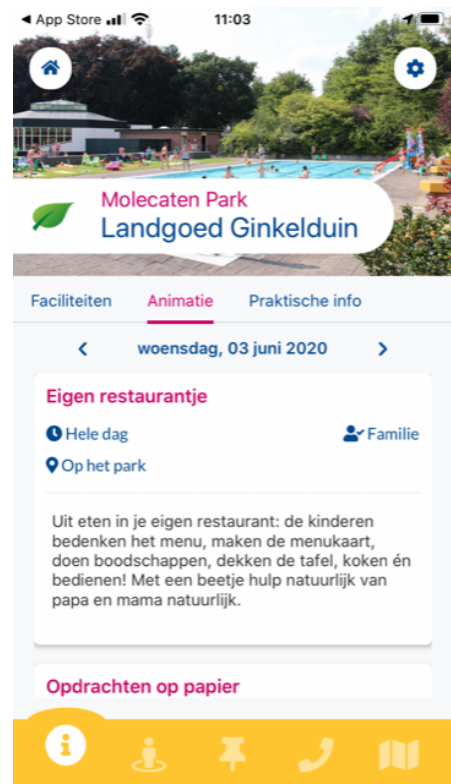 App Store 11:03
Molecaten Park
Landgoed Ginkelduin
Faciliteiten Animatie Praktische info
woensdag, 03 juni 2020
Eigen restaurantje
Hele dag Familie
Op het park
Uit eten in je eigen restaurant: de kinderen
bedenken het menu, maken de menukaart,
doen boodschappen, dekken de tafel, koken én
bedienen! Met een beetje hulp natuurlijk van
papa en mama natuurlijk.
Opdrachten op papier